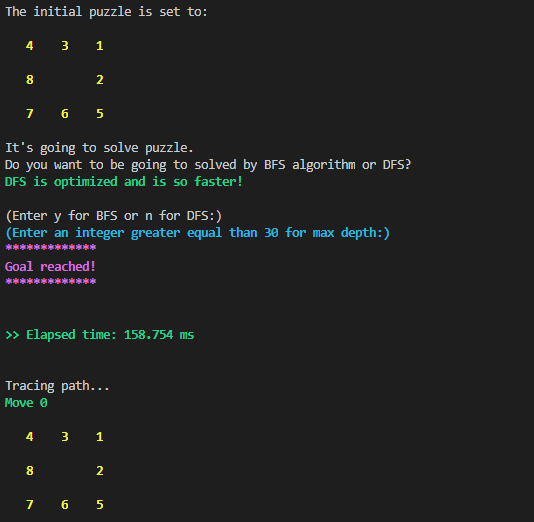 The initial puzzle is set to:
4 3 1
8 2
7 6 5
It's going to solve puzzle.
Do you want to be going to solved by BFS algorithm or DFS?
DFS is optimized and is so faster!
(Enter y for BFS or n for DFS:)
(Enter an integer greater equal than 30 for max depth:)
*************
Goal reached!
*************
>> Elapsed time: 158.754 ms
Tracing path...
Move 0
4 3 1
8 2
7 6 5